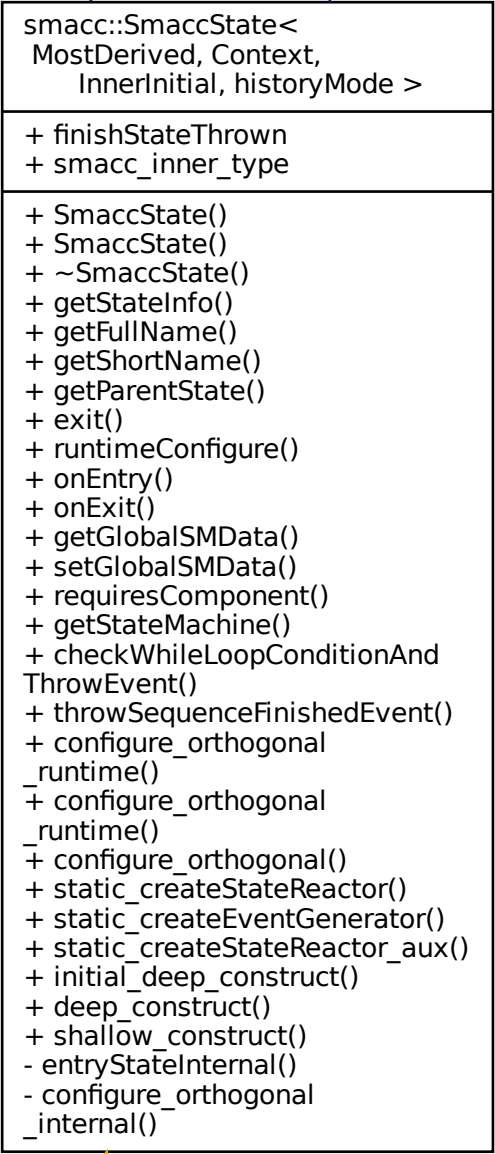 smacc::SmaccState<
MostDerived, Context,
InnerInitial, historyMode >
+ finishStateThrown
+ smacc_inner_type
+ SmaccState()
+ SmaccState()
+ ~SmaccState()
+ getStateInfo()
+ getFullName()
+ getShortName()
+ getParentState()
+ exit()
+ runtimeConfigure()
+ onEntry()
+ onExit()
+ getGlobalSMData()
+ setGlobalSMData()
+ requiresComponent()
+ getStateMachine()
+ checkWhileLoopConditionAnd
ThrowEvent()
+ throwSequenceFinishedEvent()
+ configure_orthogonal
_runtime()
+ configure_orthogonal
_runtime()
+ configure_orthogonal()
+ static_createStateReactor()
+ static_createEventGenerator()
+ static_createStateReactor_aux()
+ initial_deep_construct()
+ deep_construct()
+ shallow_construct()
- entryStateInternal()
- configure_orthogonal
_internal()